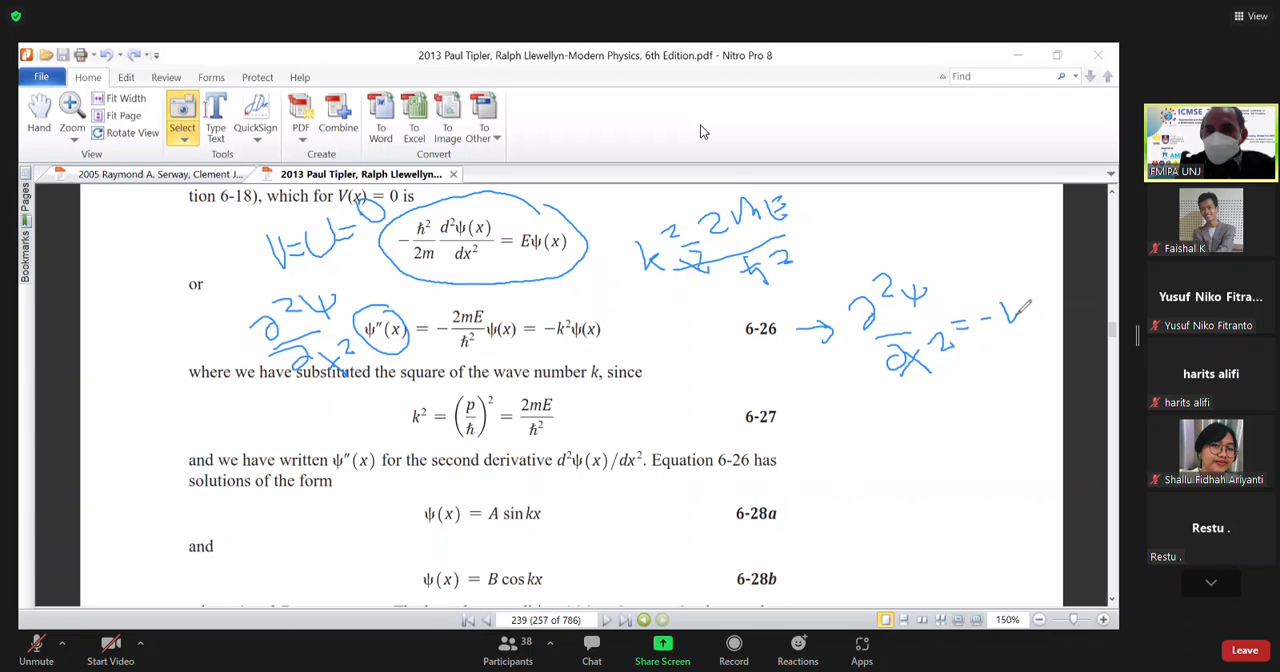 View
2013 Paul Tipler, Ralph Llewellyn-Modern Physics, 6th Edition.pdf - Nitro Pro 8
File Home Edit Review Forms Protect Help
Find
Hand Zoom Fit Width Fit Page Rotate View
Select Type Text QuickSign
PDF Combine
To Word To Excel To Image To Other
View Tools Create Convert
2005 Raymond A. Serway, Clement J... 2013 Paul Tipler, Ralph Llewellyn...
Pages
Bookmarks
tion 6-18), which for V(x) = 0 is
V=U=0
-ħ²/2m d²ψ(x)/dx² = Eψ(x)
k² = 2mE/ħ²
or
∂²ψ/∂x²
ψ″(x) = -2mE/ħ² ψ(x) = -k²ψ(x) 6-26
→ ∂²ψ/∂x² = -
where we have substituted the square of the wave number k, since
k² = (p/ħ)² = 2mE/ħ² 6-27
and we have written ψ″(x) for the second derivative d²ψ(x)/dx². Equation 6-26 has
solutions of the form
ψ(x) = A sin kx 6-28a
and
ψ(x) = B cos kx 6-28b
239 (257 of 786)
150%
ICMSE
FMIPA UNJ
Faishal K
Yusuf Niko Fitra...
Yusuf Niko Fitranto
harits alifi
harits alifi
Shallu Fidhah Ariyanti
Restu .
Restu .
Unmute Start Video Participants 38 Chat Share Screen Record Reactions Apps Leave